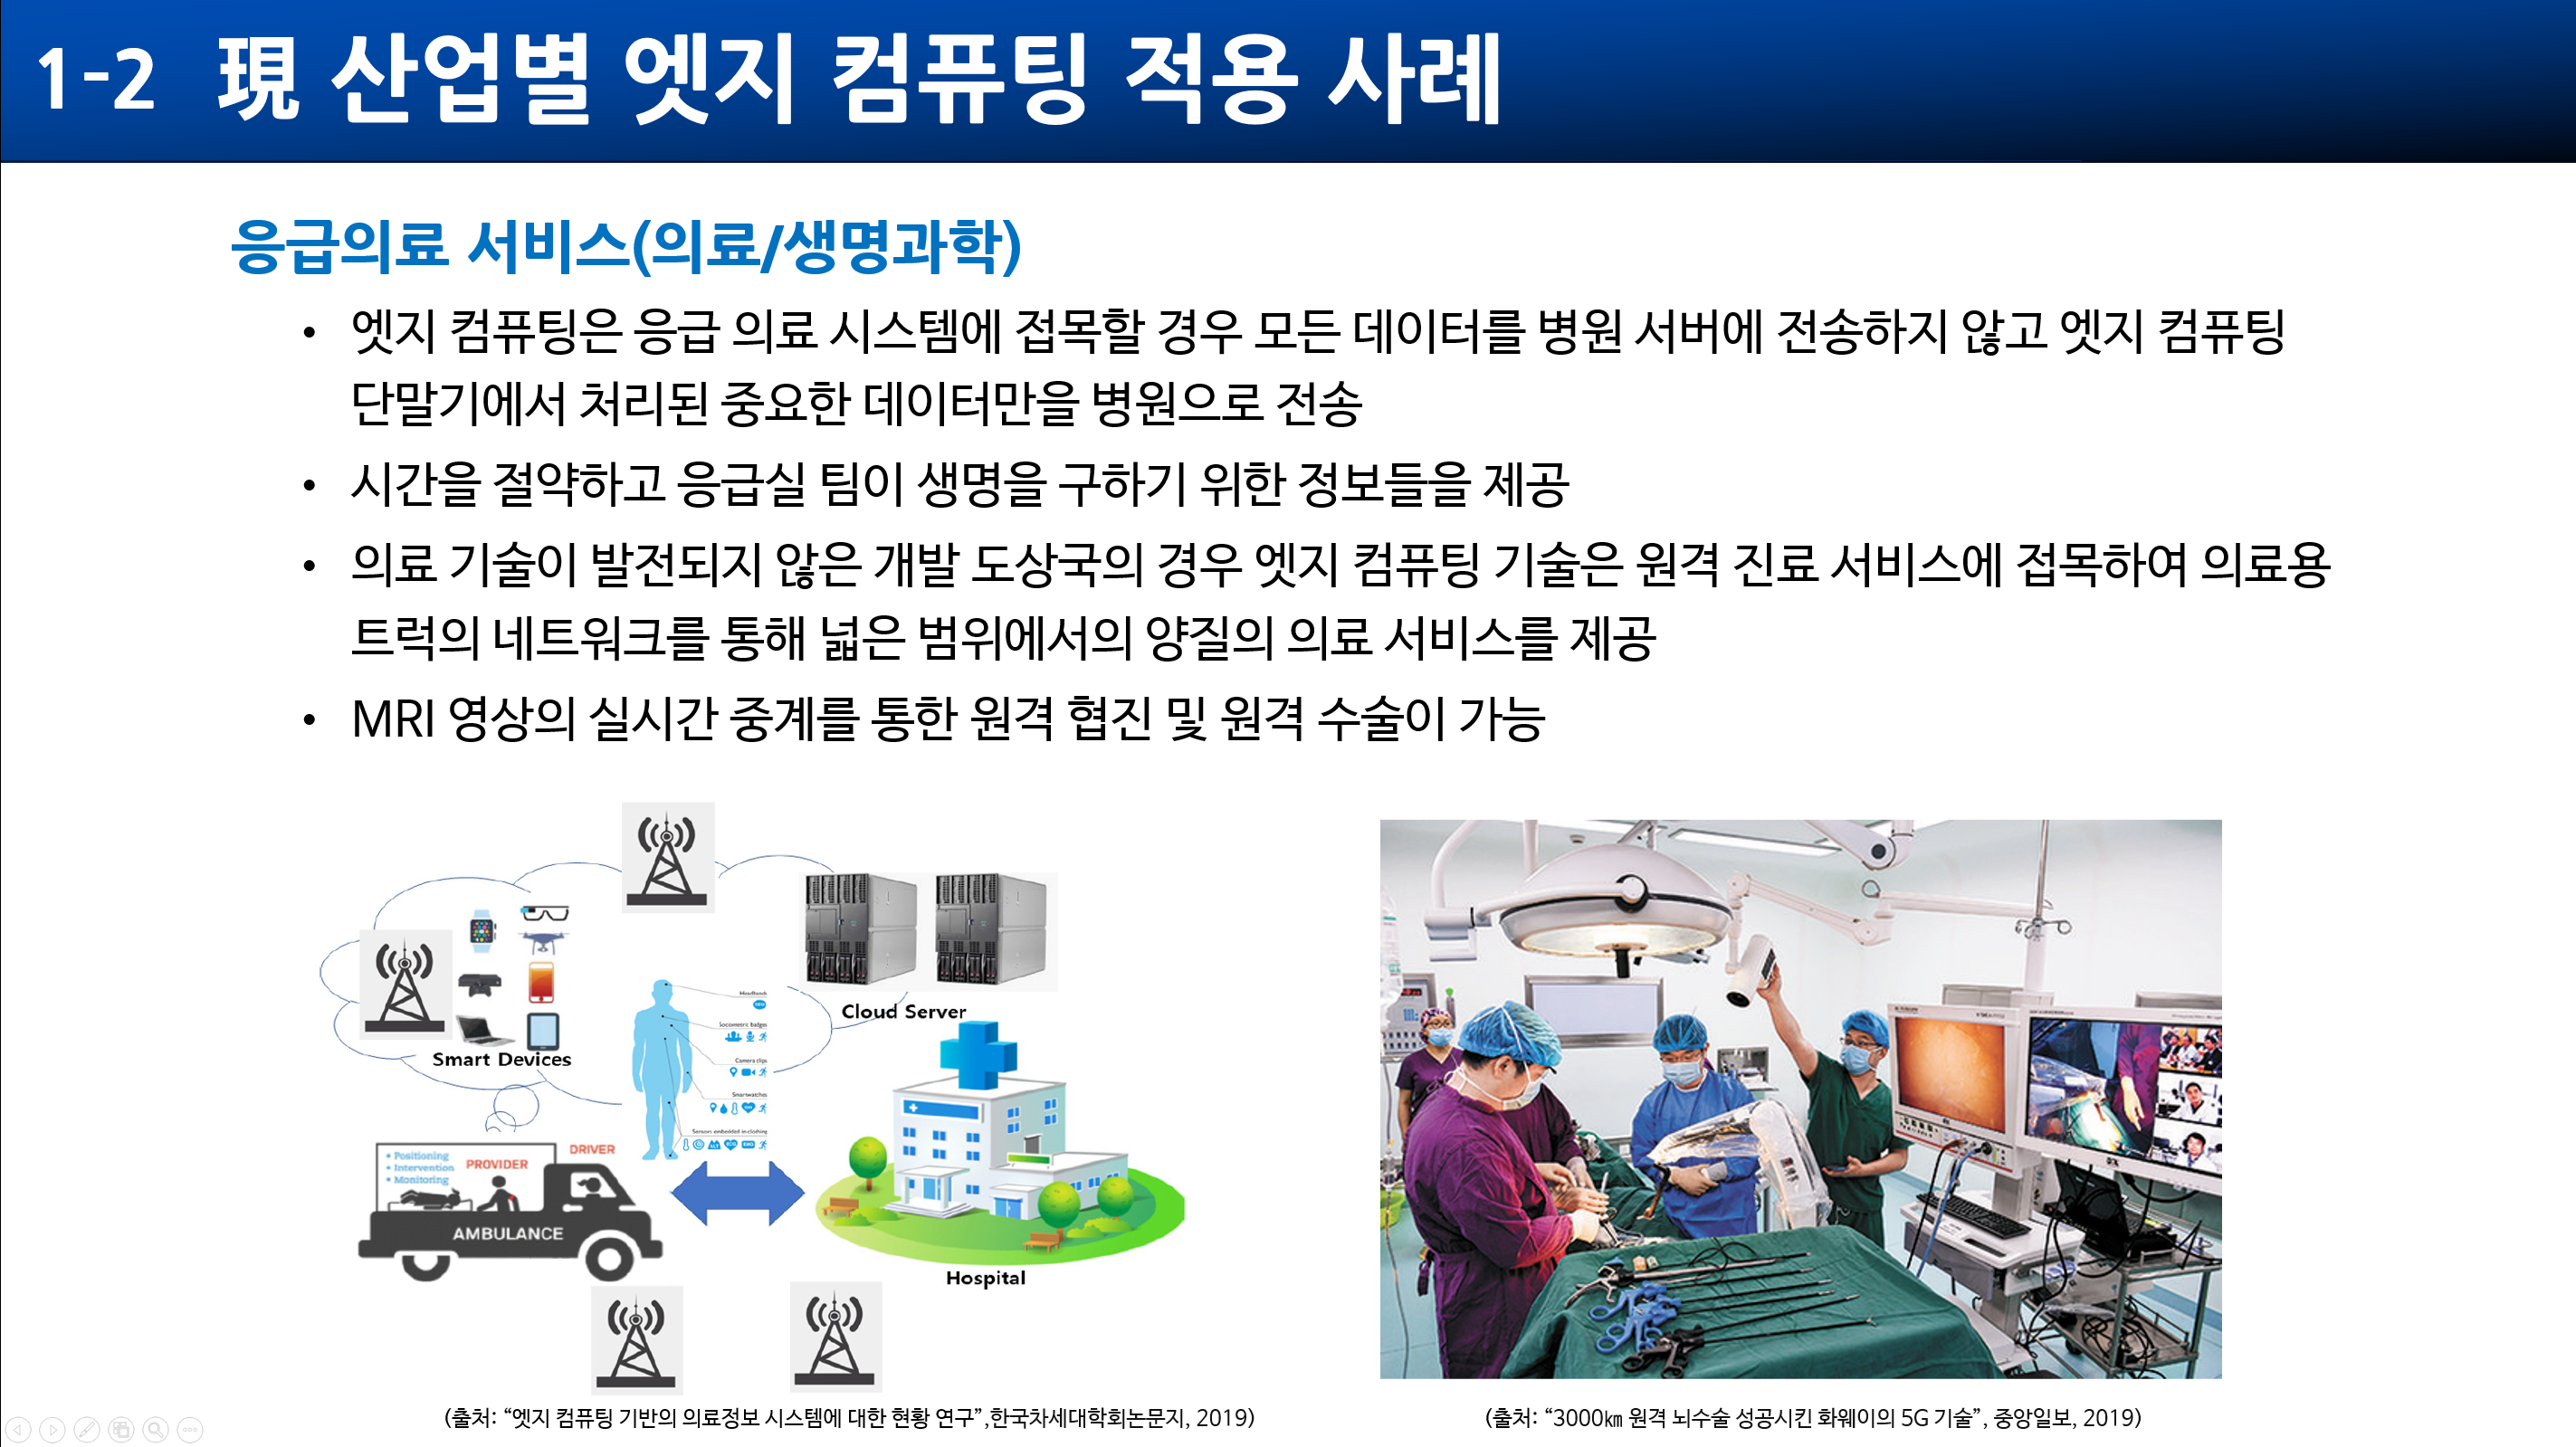 1-2 現 산업별 엣지 컴퓨팅 적용 사례
응급의료 서비스(의료/생명과학)
• 엣지 컴퓨팅은 응급 의료 시스템에 접목할 경우 모든 데이터를 병원 서버에 전송하지 않고 엣지 컴퓨팅
단말기에서 처리된 중요한 데이터만을 병원으로 전송
• 시간을 절약하고 응급실 팀이 생명을 구하기 위한 정보들을 제공
• 의료 기술이 발전되지 않은 개발 도상국의 경우 엣지 컴퓨팅 기술은 원격 진료 서비스에 접목하여 의료용
트럭의 네트워크를 통해 넓은 범위에서의 양질의 의료 서비스를 제공
• MRI 영상의 실시간 중계를 통한 원격 협진 및 원격 수술이 가능
Cloud Server
Smart Devices
Headbands
Sociometric badges
Camera clips
Smartwatches
Sensors embedded in clothing
• Positioning
• Intervention
• Monitoring
PROVIDER
DRIVER
AMBULANCE
Hospital
(출처: “엣지 컴퓨팅 기반의 의료정보 시스템에 대한 현황 연구”,한국차세대학회논문지, 2019)
(출처: “3000㎞ 원격 뇌수술 성공시킨 화웨이의 5G 기술”, 중앙일보, 2019)